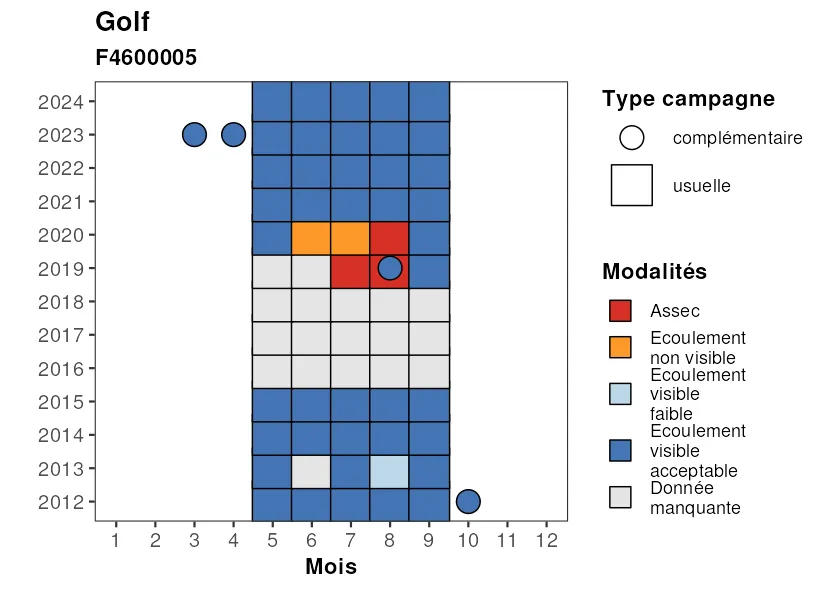 Golf
F4600005
2024
2023
2022
2021
2020
2019
2018
2017
2016
2015
2014
2013
2012
1 2 3 4 5 6 7 8 9 10 11 12
Mois
Type campagne
complémentaire
usuelle
Modalités
Assec
Ecoulement
non visible
Ecoulement
visible
faible
Ecoulement
visible
acceptable
Donnée
manquante